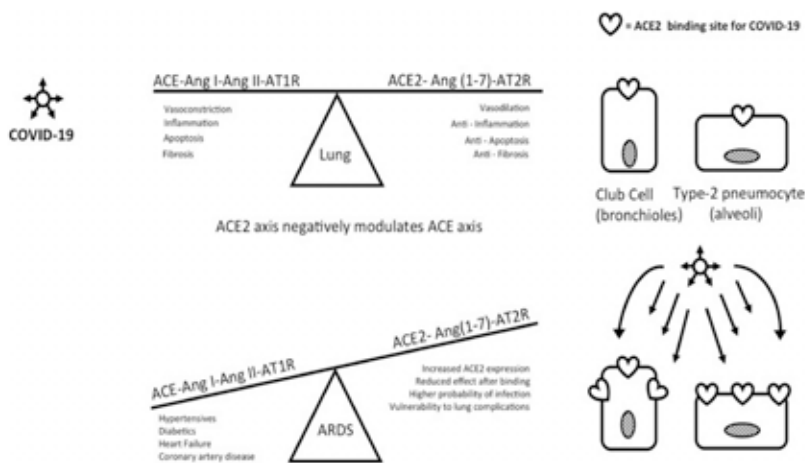 = ACE2 binding site for COVID-19
COVID-19
ACE-Ang I-Ang II-AT1R
ACE2- Ang (1-7)-AT2R
Vasoconstriction
Inflammation
Apoptosis
Fibrosis
Lung
Vasodilation
Anti - Inflammation
Anti - Apoptosis
Anti - Fibrosis
Club Cell
(bronchioles)
Type-2 pneumocyte
(alveoli)
ACE2 axis negatively modulates ACE axis
ACE-Ang I-Ang II-AT1R
ACE2- Ang(1-7)-AT2R
Hypertensives
Diabetics
Heart Failure
Coronary artery disease
ARDS
Increased ACE2 expression
Reduced effect after binding
Higher probability of infection
Vulnerability to lung complications